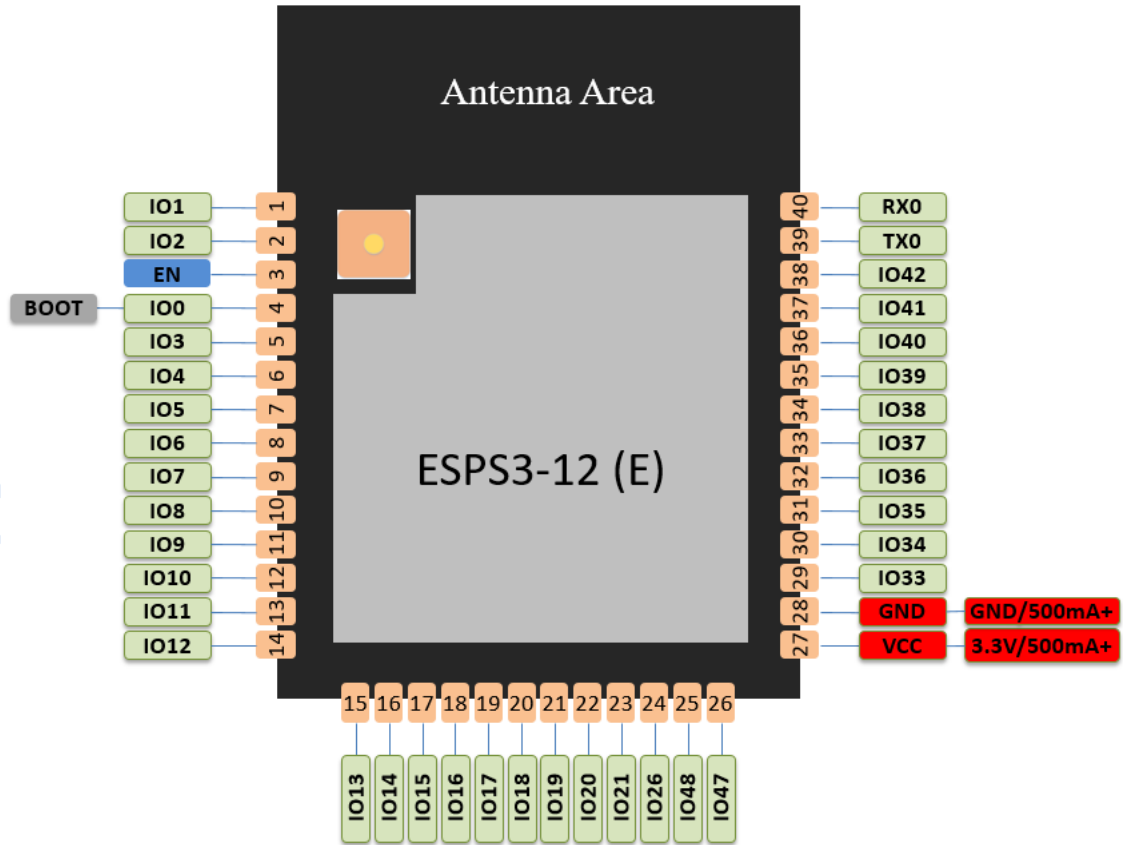 Antenna Area
IO1 1 40 RX0
IO2 2 39 TX0
EN 3 38 IO42
BOOT IO0 4 37 IO41
IO3 5 36 IO40
IO4 6 35 IO39
IO5 7 34 IO38
IO6 8 33 IO37
ESPS3-12 (E)
IO7 9 32 IO36
IO8 10 31 IO35
IO9 11 30 IO34
IO10 12 29 IO33
IO11 13 28 GND GND/500mA+
IO12 14 27 VCC 3.3V/500mA+
15 16 17 18 19 20 21 22 23 24 25 26
IO13 IO14 IO15 IO16 IO17 IO18 IO19 IO20 IO21 IO26 IO48 IO47